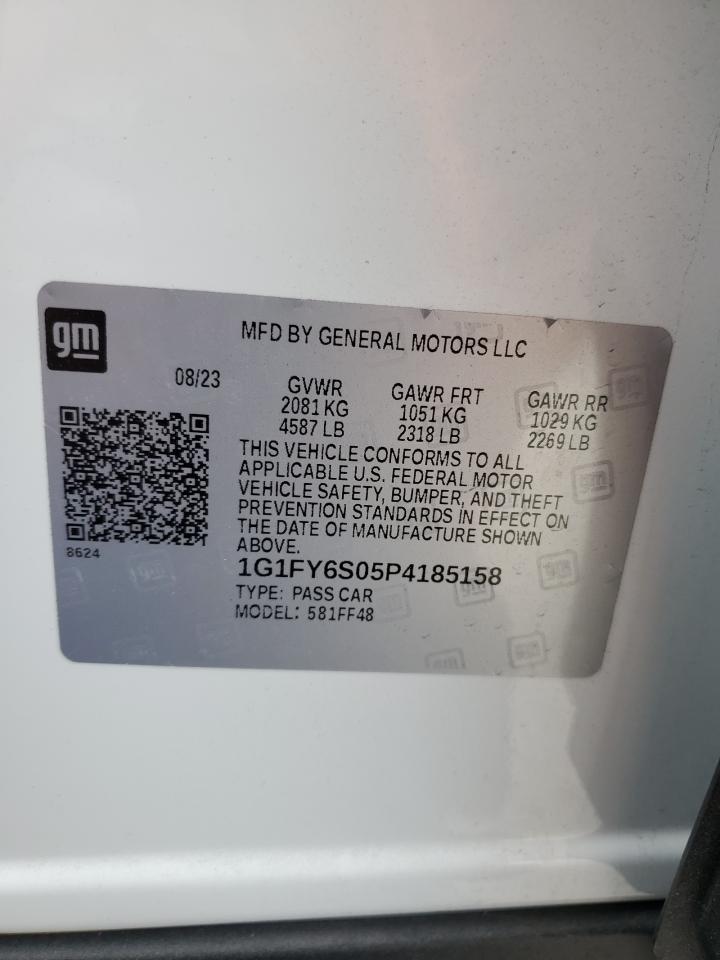 gm
MFD BY GENERAL MOTORS LLC
08/23
GVWR GAWR FRT GAWR RR
2081 KG 1051 KG 1029 KG
4587 LB 2318 LB 2269 LB
THIS VEHICLE CONFORMS TO ALL
APPLICABLE U.S. FEDERAL MOTOR
VEHICLE SAFETY, BUMPER, AND THEFT
PREVENTION STANDARDS IN EFFECT ON
THE DATE OF MANUFACTURE SHOWN
ABOVE.
8624
1G1FY6S05P4185158
TYPE: PASS CAR
MODEL: 581FF48